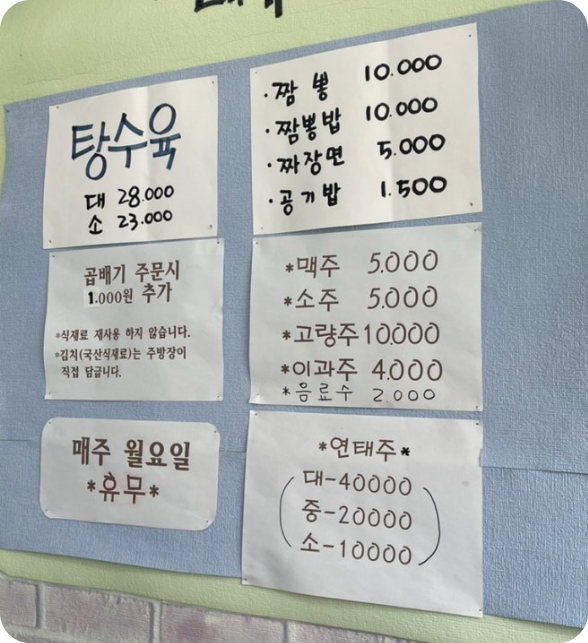 탕수육
대 28.000
소 23.000
· 짬뽕 10.000
· 짬뽕밥 10.000
· 짜장면 5.000
· 공기밥 1.500
곱배기 주문시
1.000원 추가
*식재료 재사용 하지 않습니다.
*김치(국산식재료)는 주방장이
직접 담급니다.
*맥주 5.000
*소주 5.000
*고량주 10.000
*이과주 4.000
*음료수 2000
매주 월요일
*휴무*
*연태주*
대-40000
중-20000
소-10000